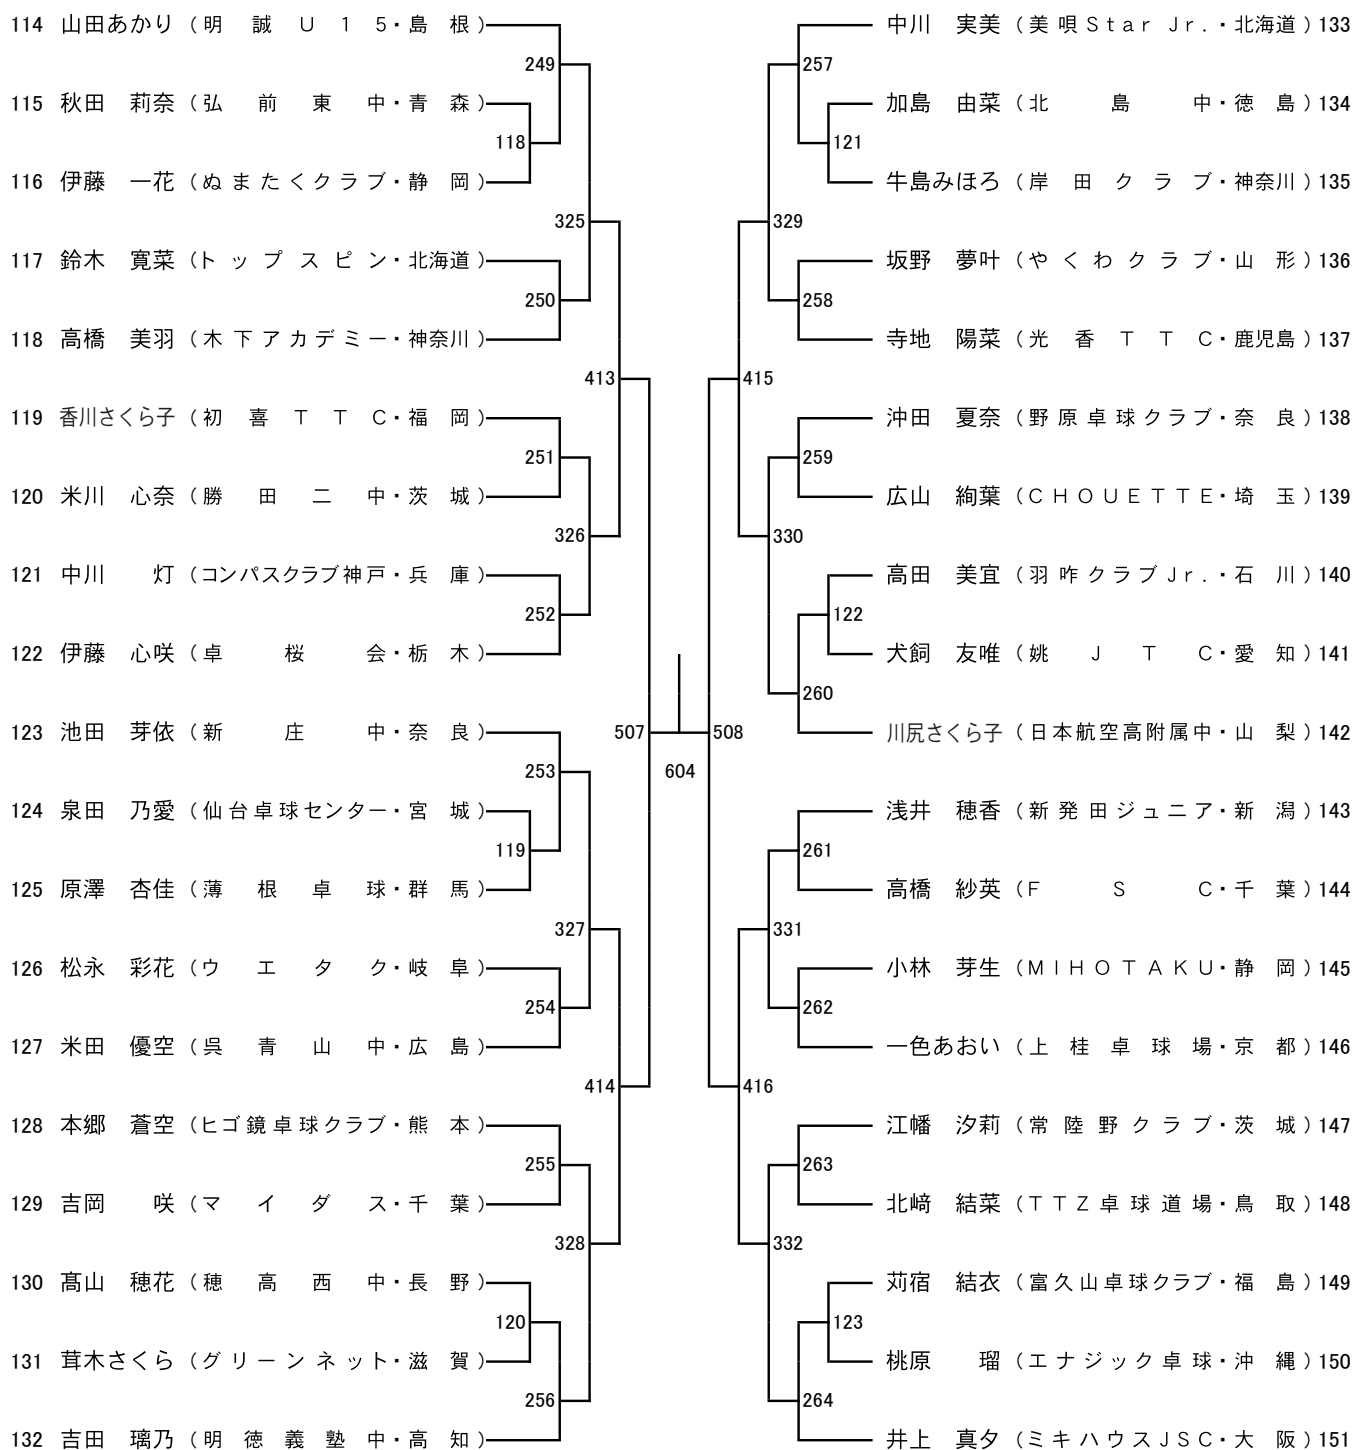 114 山田あかり (明誠U15・島根)
249
115 秋田 莉奈 (弘前東中・青森)
118
116 伊藤 一花 (ぬまたくクラブ・静岡)
325
117 鈴木 寛菜 (トップスピン・北海道)
250
118 高橋 美羽 (木下アカデミー・神奈川)
413
119 香川さくら子 (初喜TTC・福岡)
251
120 米川 心奈 (勝田二中・茨城)
326
121 中川 灯 (コンパスクラブ神戸・兵庫)
252
122 伊藤 心咲 (卓桜会・栃木)
507
123 池田 芽依 (新庄中・奈良)
253
124 泉田 乃愛 (仙台卓球センター・宮城)
119
125 原澤 杏佳 (薄根卓球・群馬)
327
126 松永 彩花 (ウエタク・岐阜)
254
127 米田 優空 (呉青山中・広島)
414
128 本郷 蒼空 (ヒゴ鏡卓球クラブ・熊本)
255
129 吉岡 咲 (マイダス・千葉)
328
130 髙山 穂花 (穂高西中・長野)
120
131 茸木さくら (グリーンネット・滋賀)
256
132 吉田 璃乃 (明徳義塾中・高知)
604
中川 実美 (美唄Star Jr.・北海道) 133
257
加島 由菜 (北島中・徳島) 134
121
牛島みほろ (岸田クラブ・神奈川) 135
329
坂野 夢叶 (やくわクラブ・山形) 136
258
寺地 陽菜 (光香TTC・鹿児島) 137
415
沖田 夏奈 (野原卓球クラブ・奈良) 138
259
広山 絢葉 (CHOUETTE・埼玉) 139
330
高田 美宜 (羽咋クラブJr.・石川) 140
122
犬飼 友唯 (姚JTC・愛知) 141
260
川尻さくら子 (日本航空高附属中・山梨) 142
508
浅井 穂香 (新発田ジュニア・新潟) 143
261
高橋 紗英 (FSC・千葉) 144
331
小林 芽生 (MIHOTAKU・静岡) 145
262
一色あおい (上桂卓球場・京都) 146
416
江幡 汐莉 (常陸野クラブ・茨城) 147
263
北﨑 結菜 (TTZ卓球道場・鳥取) 148
332
苅宿 結衣 (富久山卓球クラブ・福島) 149
123
桃原 瑠 (エナジック卓球・沖縄) 150
264
井上 真夕 (ミキハウスJSC・大阪) 151